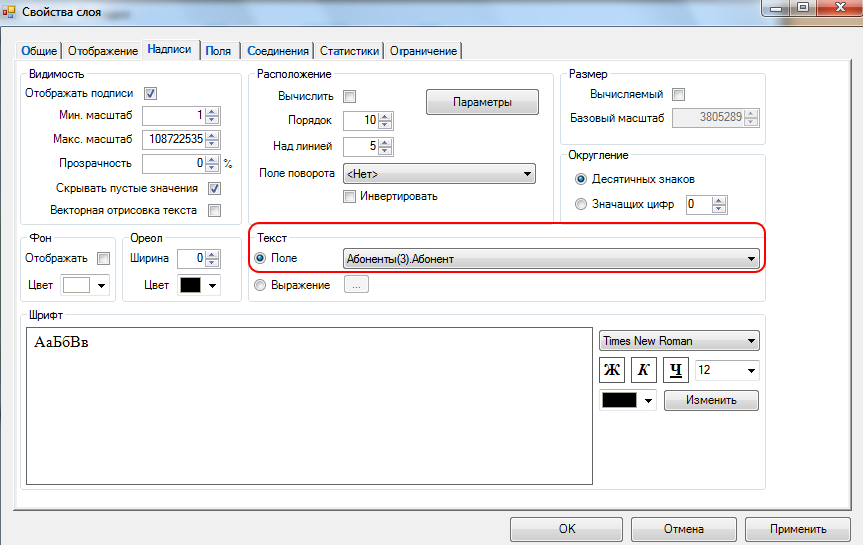 Свойства слоя
Общие Отображение Надписи Поля Соединения Статистики Ограничение
Видимость
Отображать подписи
Мин. масштаб 1
Макс. масштаб 108722535
Прозрачность 0 %
Скрывать пустые значения
Векторная отрисовка текста
Расположение
Вычислить
Параметры
Порядок 10
Над линией 5
Поле поворота <Нет>
Инвертировать
Размер
Вычисляемый
Базовый масштаб 3805289
Округление
Десятичных знаков
Значащих цифр 0
Фон
Отображать
Цвет
Ореол
Ширина 0
Цвет
Текст
Поле Абоненты(3).Абонент
Выражение ...
Шрифт
АаБбВв
Times New Roman
Ж К Ч 12
Изменить
OK Отмена Применить